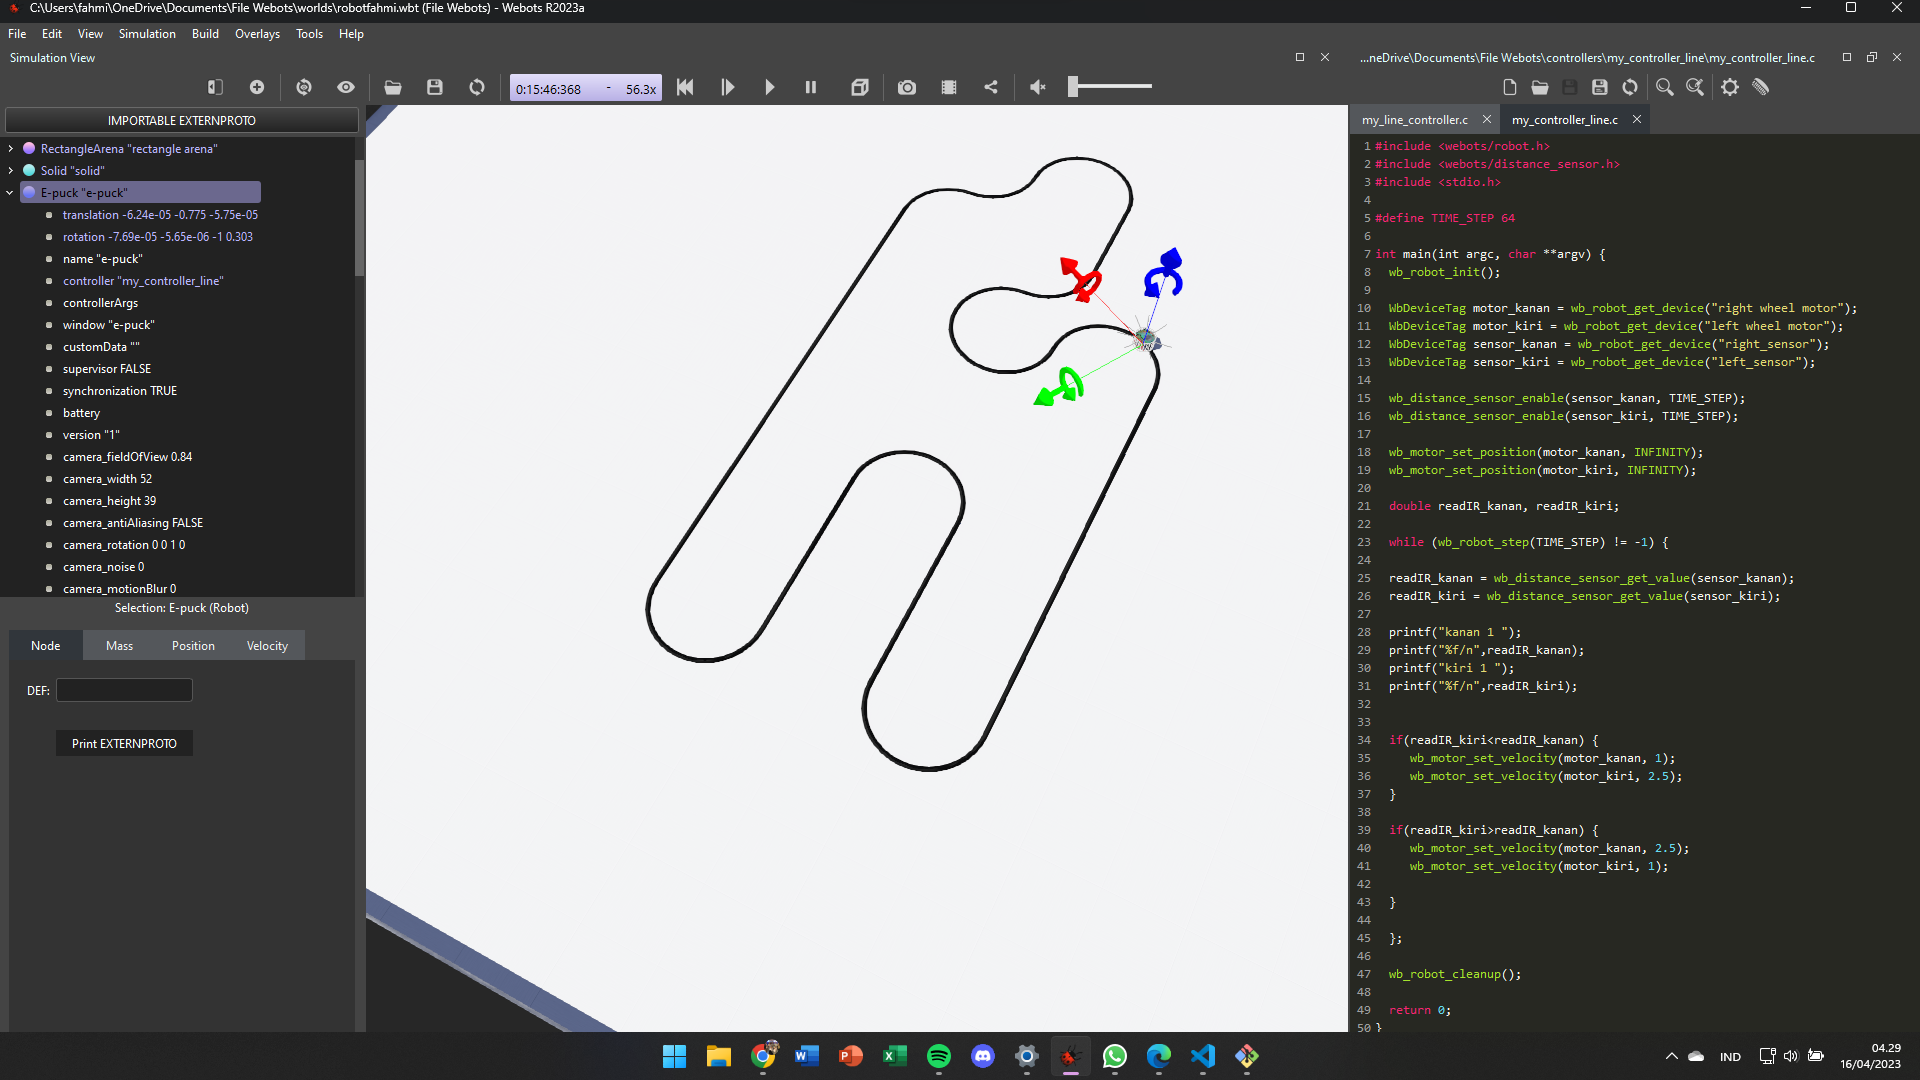 C:\Users\fahmi\OneDrive\Documents\File Webots\worlds\robotfahmi.wbt (File Webots) - Webots R2023a
File Edit View Simulation Build Overlays Tools Help
Simulation View
0:15:46:368 - 56.3x
IMPORTABLE EXTERNPROTO
RectangleArena "rectangle arena"
Solid "solid"
E-puck "e-puck"
translation -6.24e-05 -0.775 -5.75e-05
rotation -7.69e-05 -5.65e-06 -1 0.303
name "e-puck"
controller "my_controller_line"
controllerArgs
window "e-puck"
customData ""
supervisor FALSE
synchronization TRUE
battery
version "1"
camera_fieldOfView 0.84
camera_width 52
camera_height 39
camera_antiAliasing FALSE
camera_rotation 0 0 1 0
camera_noise 0
camera_motionBlur 0
Selection: E-puck (Robot)
Node Mass Position Velocity
DEF:
Print EXTERNPROTO
...neDrive\Documents\File Webots\controllers\my_controller_line\my_controller_line.c
my_line_controller.c my_controller_line.c
1 #include <webots/robot.h>
2 #include <webots/distance_sensor.h>
3 #include <stdio.h>
4
5 #define TIME_STEP 64
6
7 int main(int argc, char **argv) {
8 wb_robot_init();
9
10 WbDeviceTag motor_kanan = wb_robot_get_device("right wheel motor");
11 WbDeviceTag motor_kiri = wb_robot_get_device("left wheel motor");
12 WbDeviceTag sensor_kanan = wb_robot_get_device("right_sensor");
13 WbDeviceTag sensor_kiri = wb_robot_get_device("left_sensor");
14
15 wb_distance_sensor_enable(sensor_kanan, TIME_STEP);
16 wb_distance_sensor_enable(sensor_kiri, TIME_STEP);
17
18 wb_motor_set_position(motor_kanan, INFINITY);
19 wb_motor_set_position(motor_kiri, INFINITY);
20
21 double readIR_kanan, readIR_kiri;
22
23 while (wb_robot_step(TIME_STEP) != -1) {
24
25 readIR_kanan = wb_distance_sensor_get_value(sensor_kanan);
26 readIR_kiri = wb_distance_sensor_get_value(sensor_kiri);
27
28 printf("kanan 1 ");
29 printf("%f/n",readIR_kanan);
30 printf("kiri 1 ");
31 printf("%f/n",readIR_kiri);
32
33
34 if(readIR_kiri<readIR_kanan) {
35 wb_motor_set_velocity(motor_kanan, 1);
36 wb_motor_set_velocity(motor_kiri, 2.5);
37 }
38
39 if(readIR_kiri>readIR_kanan) {
40 wb_motor_set_velocity(motor_kanan, 2.5);
41 wb_motor_set_velocity(motor_kiri, 1);
42
43 }
44
45 };
46
47 wb_robot_cleanup();
48
49 return 0;
50 }
IND
04.29
16/04/2023